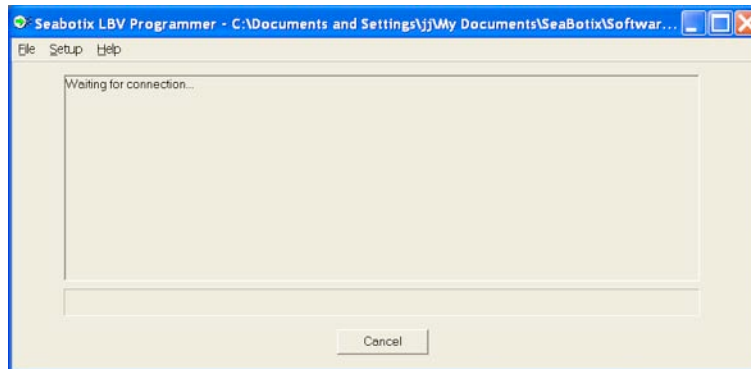 Seabotix LBV Programmer - C:\Documents and Settings\jj\My Documents\SeaBotix\Softwar...
File Setup Help
Waiting for connection...
Cancel